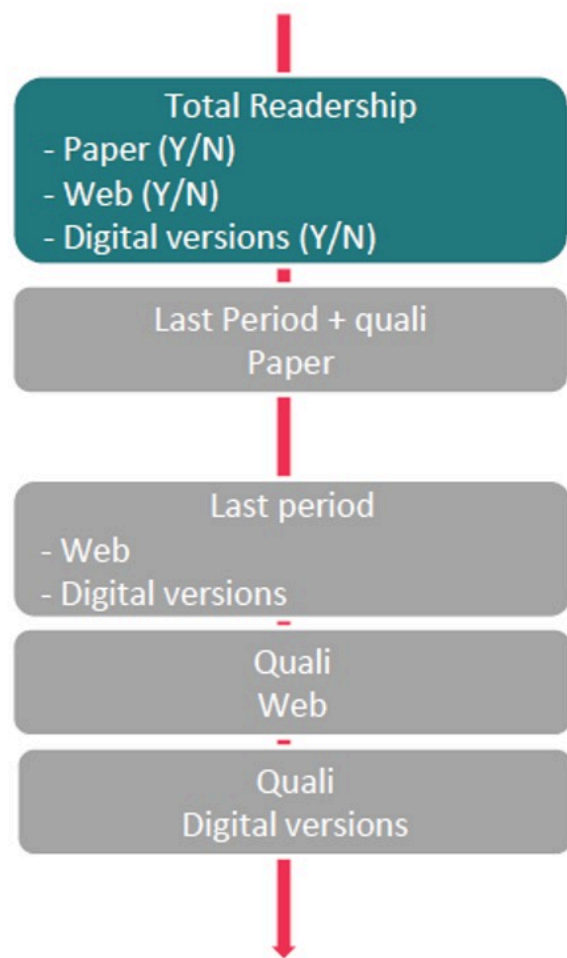 Total Readership
- Paper (Y/N)
- Web (Y/N)
- Digital versions (Y/N)
Last Period + quali
Paper
Last period
- Web
- Digital versions
Quali
Web
Quali
Digital versions